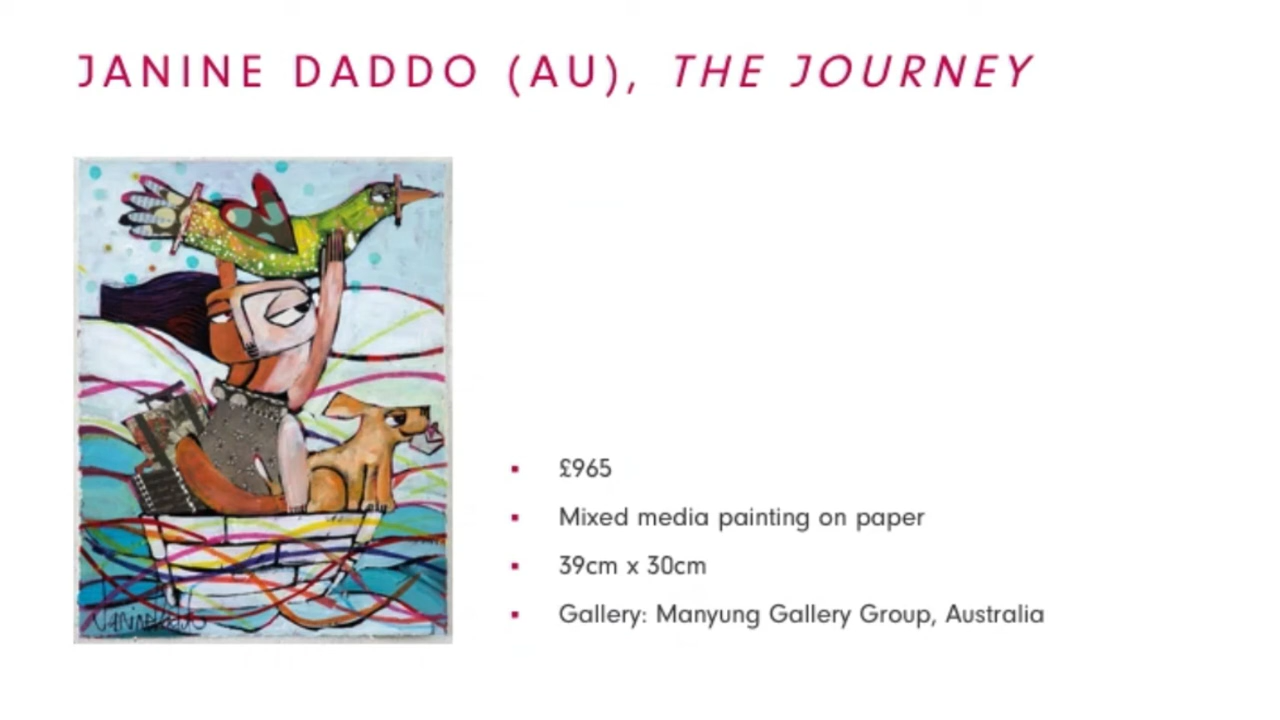 JANINE DADDO (AU), THE JOURNEY
£965
Mixed media painting on paper
39cm x 30cm
Gallery: Manyung Gallery Group, Australia